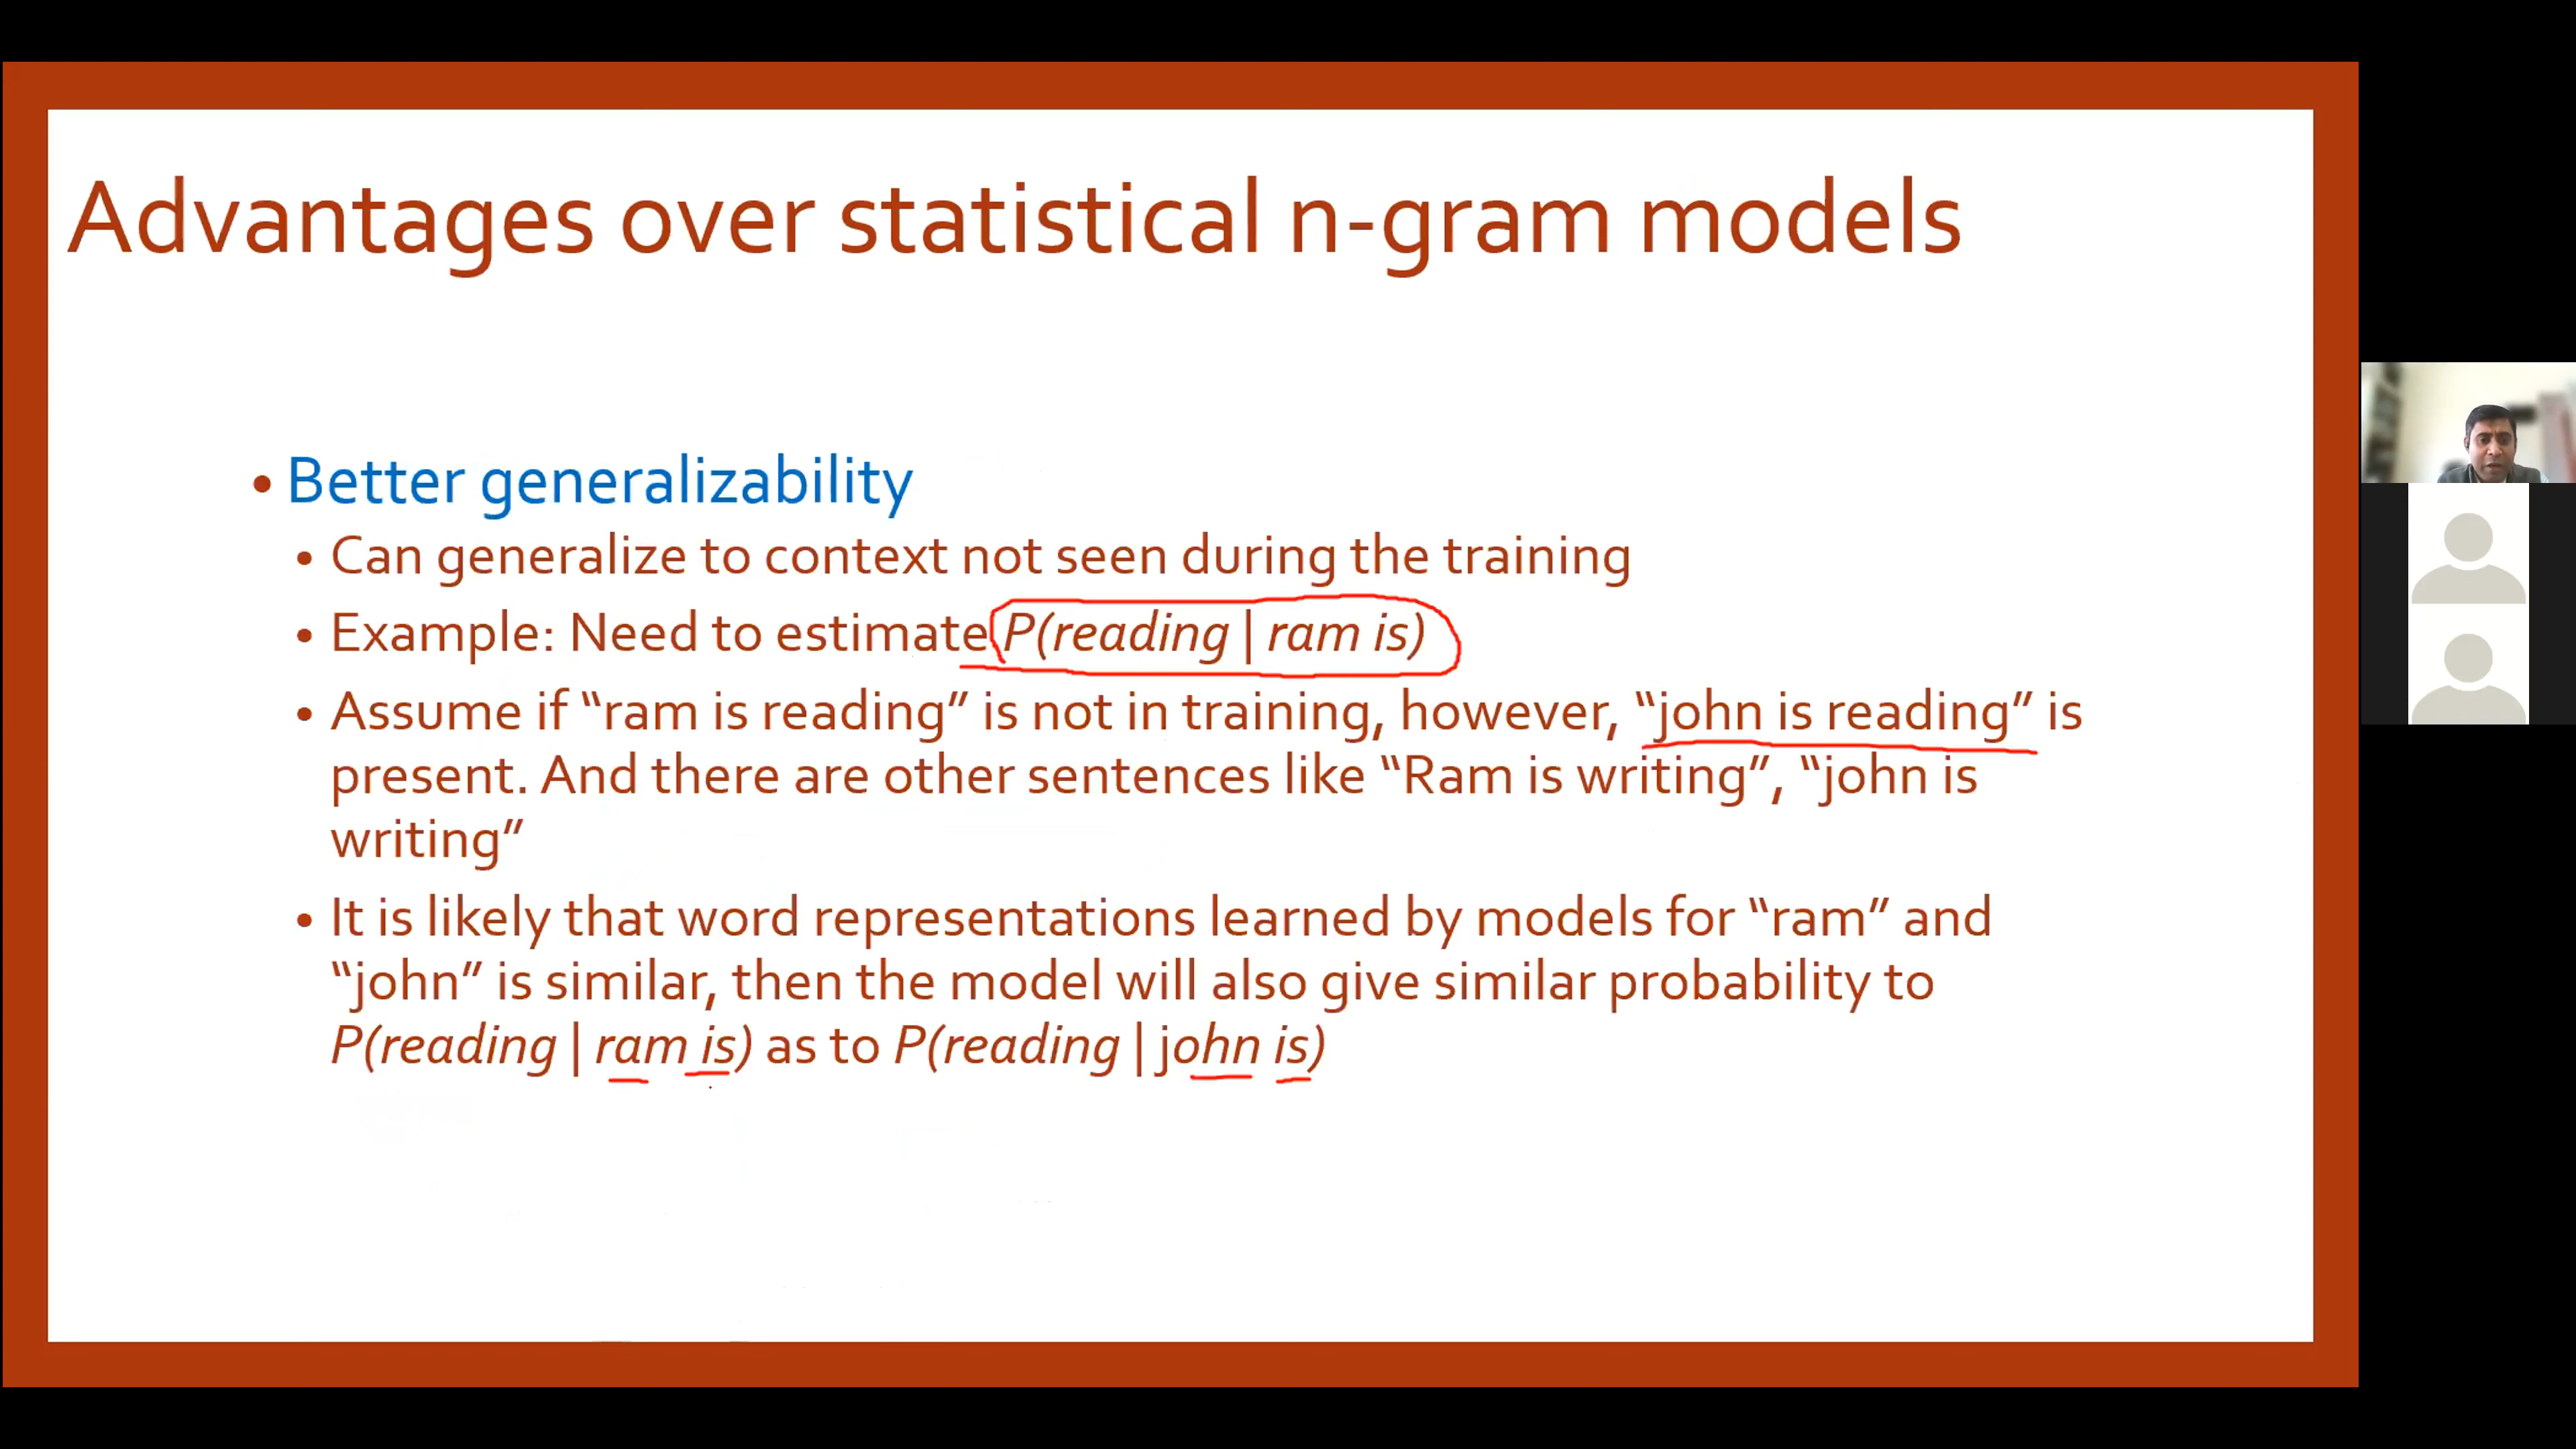 Advantages over statistical n-gram models
• Better generalizability
• Can generalize to context not seen during the training
• Example: Need to estimate P(reading | ram is)
• Assume if “ram is reading” is not in training, however, “john is reading” is
present. And there are other sentences like “Ram is writing”, “john is
writing”
• It is likely that word representations learned by models for “ram” and
“john” is similar, then the model will also give similar probability to
P(reading | ram is) as to P(reading | john is)